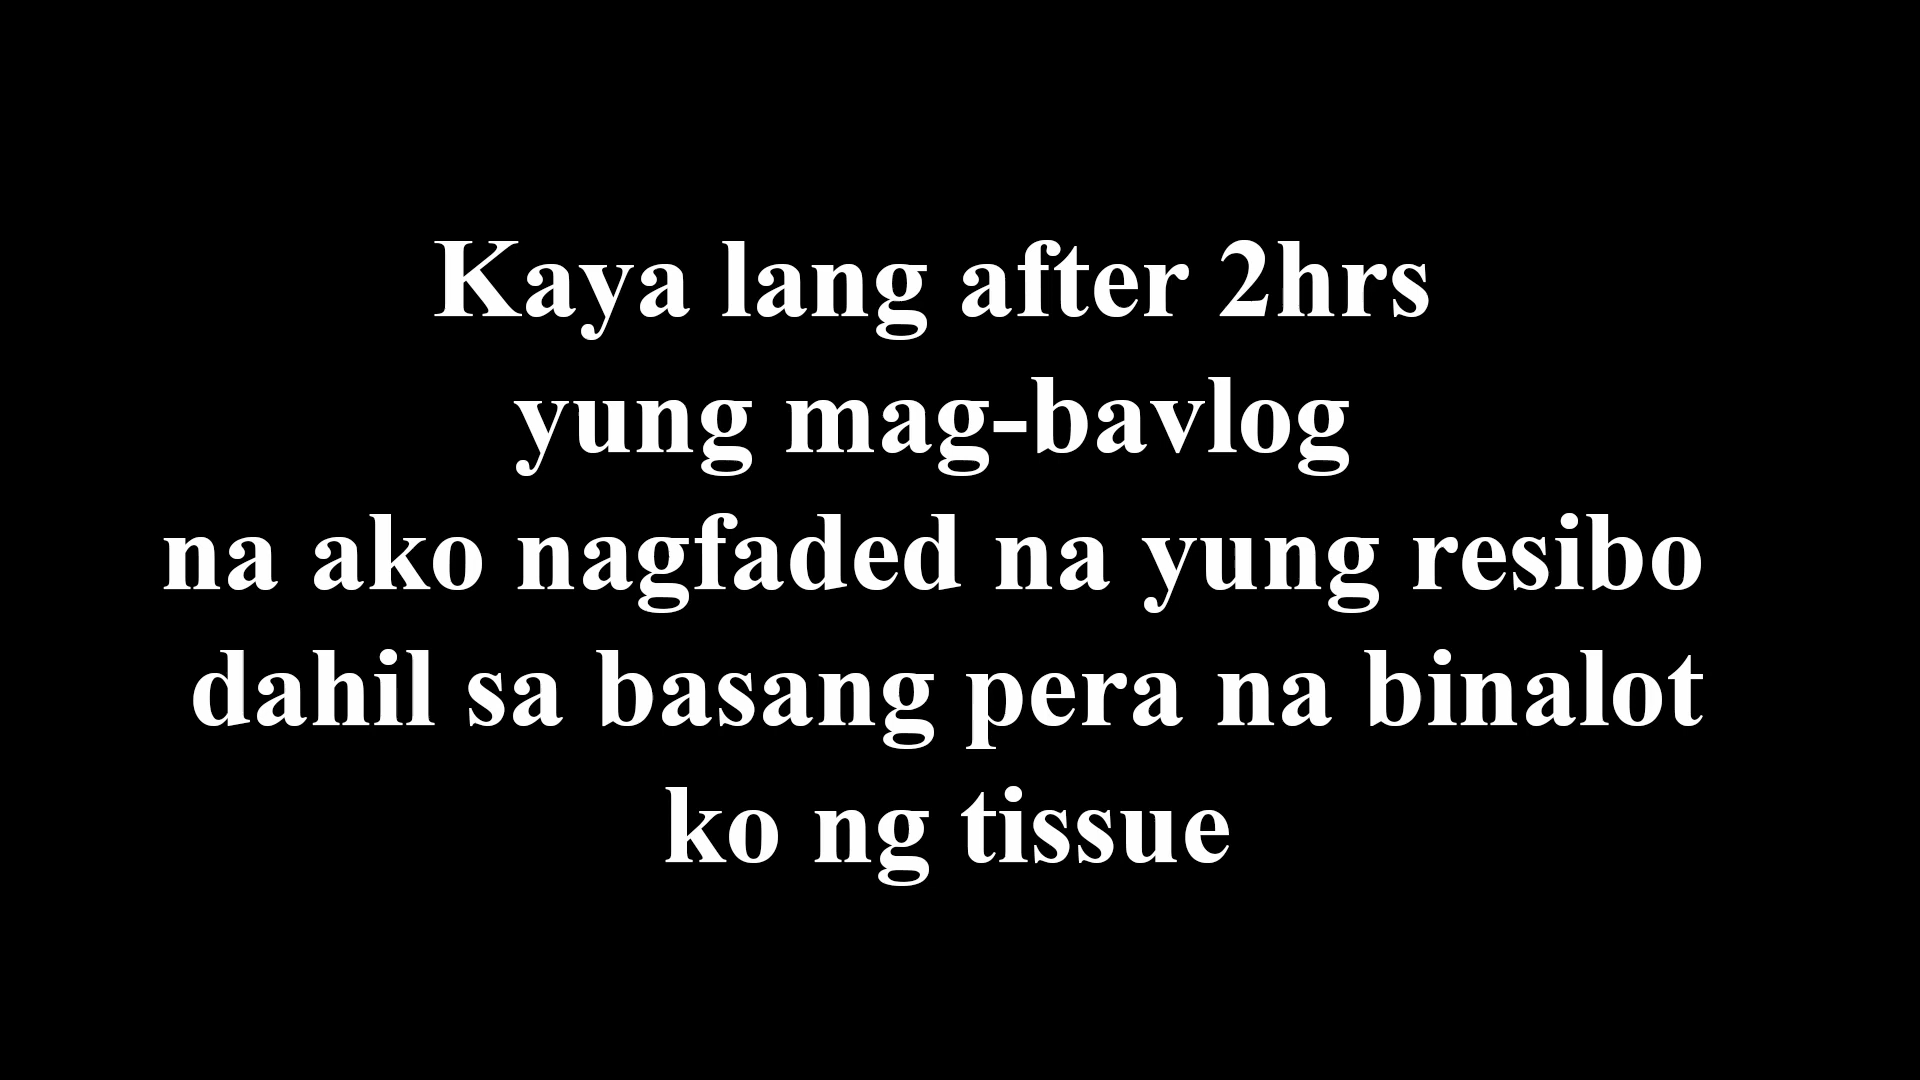 Kaya lang after 2hrs
yung mag-bavlog
na ako nagfaded na yung resibo
dahil sa basang pera na binalot
ko ng tissue